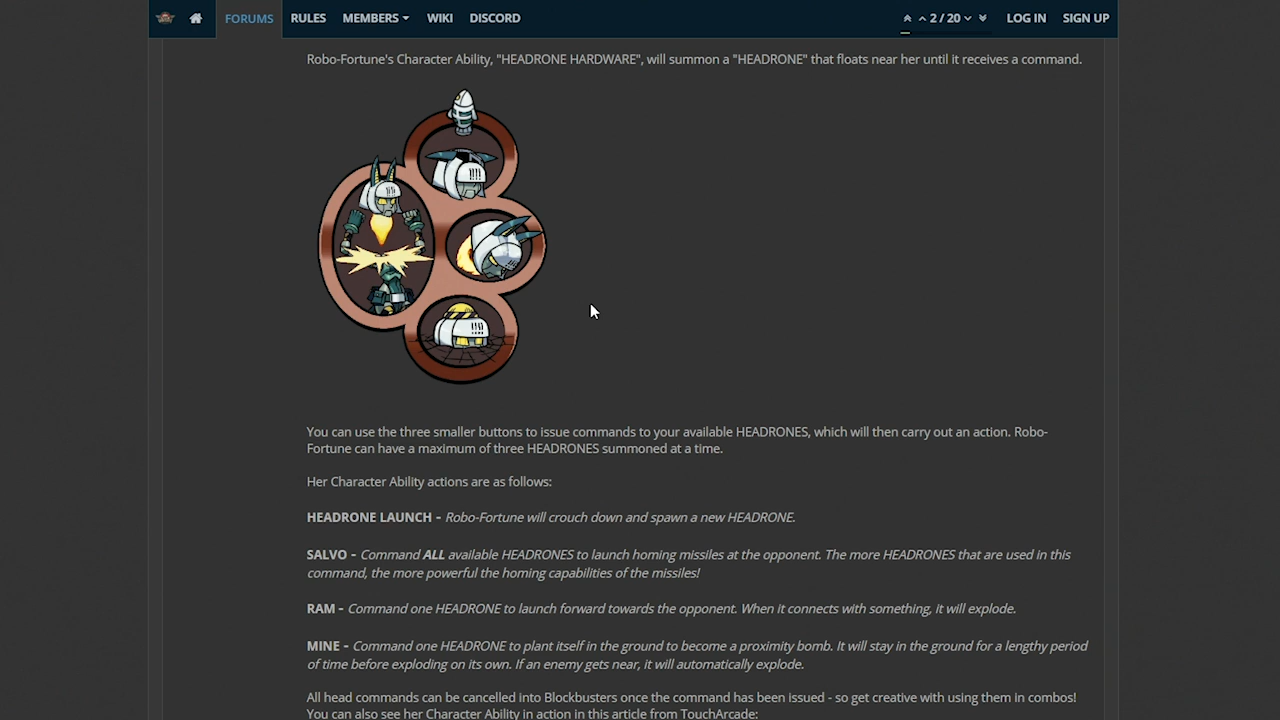 FORUMS RULES MEMBERS WIKI DISCORD 2 / 20 LOG IN SIGN UP
Robo-Fortune's Character Ability, "HEADRONE HARDWARE", will summon a "HEADRONE" that floats near her until it receives a command.
You can use the three smaller buttons to issue commands to your available HEADRONES, which will then carry out an action. Robo-
Fortune can have a maximum of three HEADRONES summoned at a time.
Her Character Ability actions are as follows:
HEADRONE LAUNCH - Robo-Fortune will crouch down and spawn a new HEADRONE.
SALVO - Command ALL available HEADRONES to launch homing missiles at the opponent. The more HEADRONES that are used in this
command, the more powerful the homing capabilities of the missiles!
RAM - Command one HEADRONE to launch forward towards the opponent. When it connects with something, it will explode.
MINE - Command one HEADRONE to plant itself in the ground to become a proximity bomb. It will stay in the ground for a lengthy period
of time before exploding on its own. If an enemy gets near, it will automatically explode.
All head commands can be cancelled into Blockbusters once the command has been issued - so get creative with using them in combos!
You can also see her Character Ability in action in this article from TouchArcade: